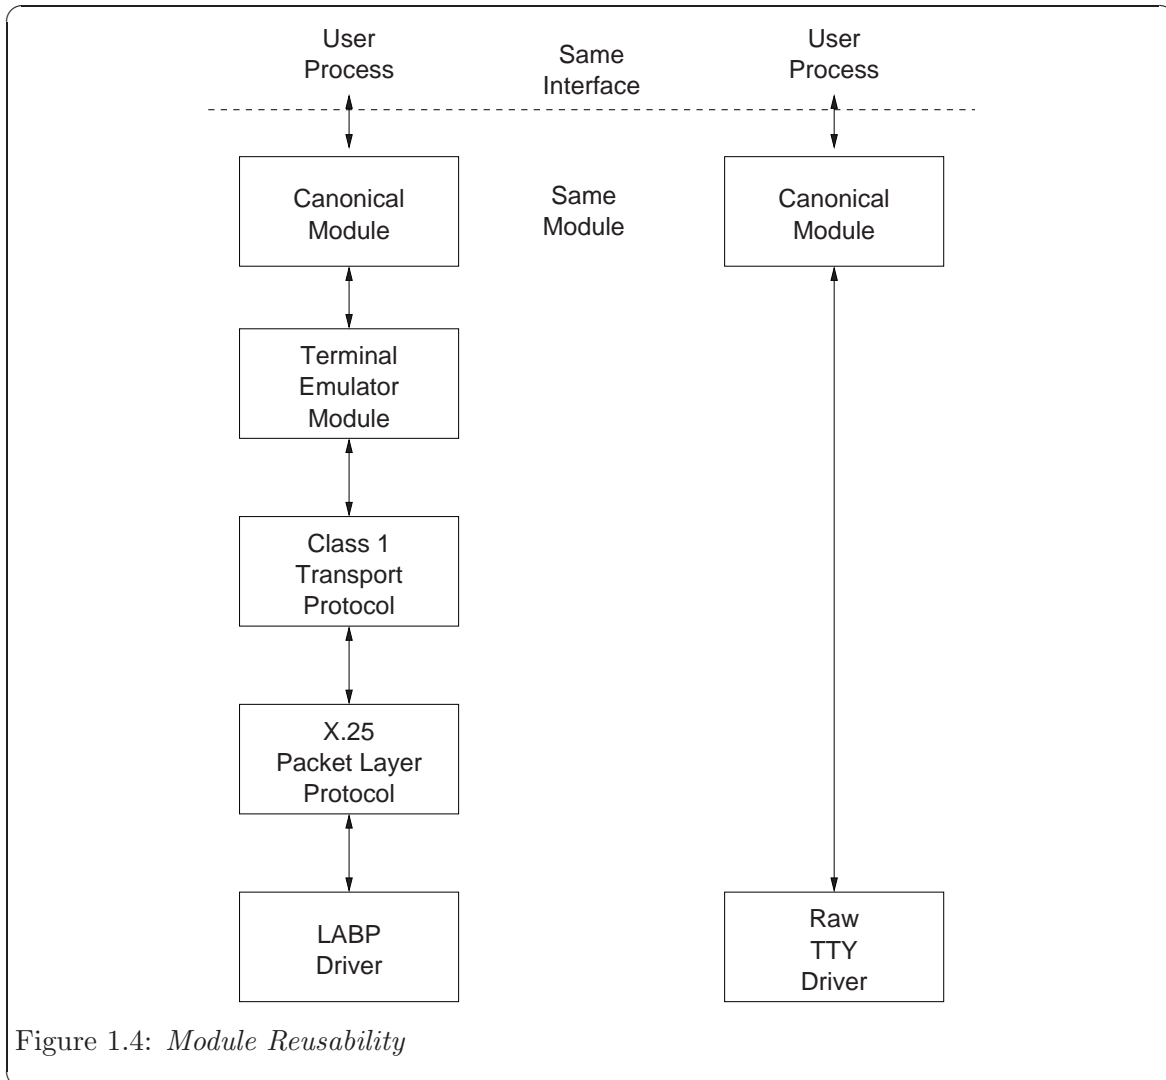 User
Process
Same
Interface
User
Process
Canonical
Module
Same
Module
Canonical
Module
Terminal
Emulator
Module
Class 1
Transport
Protocol
X.25
Packet Layer
Protocol
LABP
Driver
Raw
TTY
Driver
Figure 1.4: Module Reusability